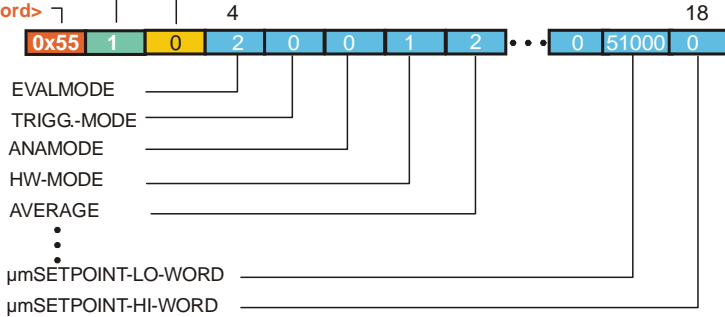 ord>
4 18
0x55 1 0 2 0 0 1 2 0 51000 0
EVALMODE
TRIGG.-MODE
ANAMODE
HW-MODE
AVERAGE
µmSETPOINT-LO-WORD
µmSETPOINT-HI-WORD